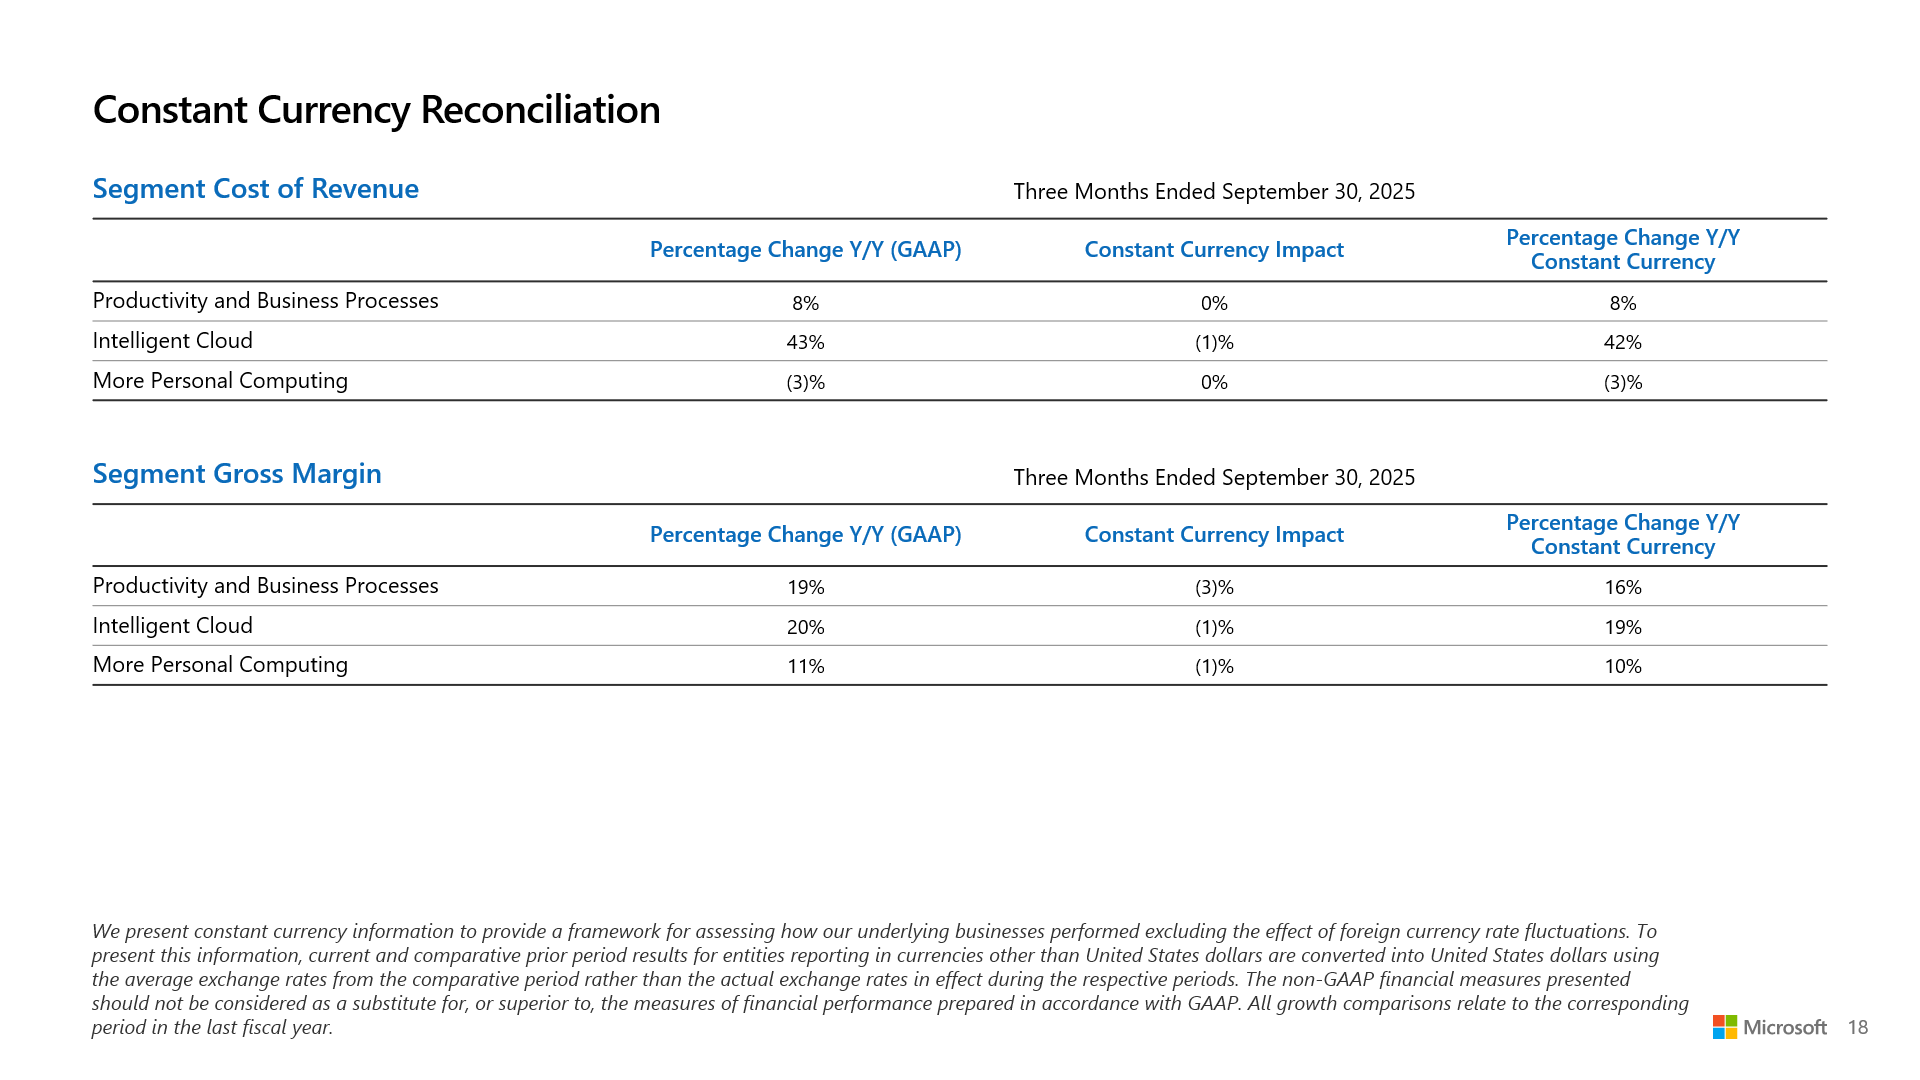 Constant Currency Reconciliation
Segment Cost of Revenue
Three Months Ended September 30, 2025
Percentage Change Y/Y (GAAP) Constant Currency Impact Percentage Change Y/Y
Constant Currency
Productivity and Business Processes 8% 0% 8%
Intelligent Cloud 43% (1)% 42%
More Personal Computing (3)% 0% (3)%
Segment Gross Margin
Three Months Ended September 30, 2025
Percentage Change Y/Y (GAAP) Constant Currency Impact Percentage Change Y/Y
Constant Currency
Productivity and Business Processes 19% (3)% 16%
Intelligent Cloud 20% (1)% 19%
More Personal Computing 11% (1)% 10%
We present constant currency information to provide a framework for assessing how our underlying businesses performed excluding the effect of foreign currency rate fluctuations. To
present this information, current and comparative prior period results for entities reporting in currencies other than United States dollars are converted into United States dollars using
the average exchange rates from the comparative period rather than the actual exchange rates in effect during the respective periods. The non-GAAP financial measures presented
should not be considered as a substitute for, or superior to, the measures of financial performance prepared in accordance with GAAP. All growth comparisons relate to the corresponding
period in the last fiscal year.
Microsoft 18